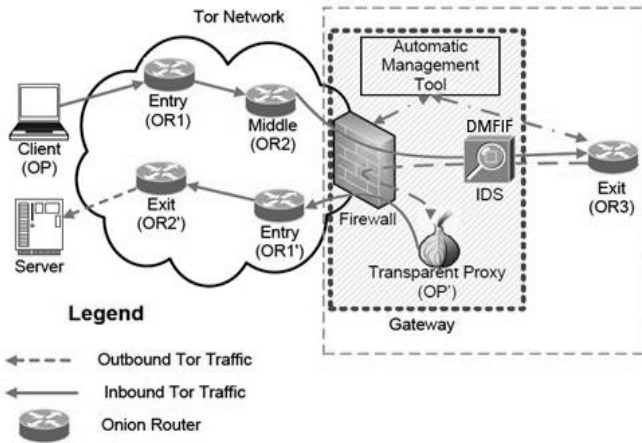 Tor Network
Automatic
Management
Tool
Entry
(OR1)
Middle
(OR2)
Client
(OP)
DMFIF
IDS
Exit
(OR3)
Exit
(OR2')
Entry
(OR1')
Firewall
Server
Transparent Proxy
(OP')
Gateway
Legend
Outbound Tor Traffic
Inbound Tor Traffic
Onion Router